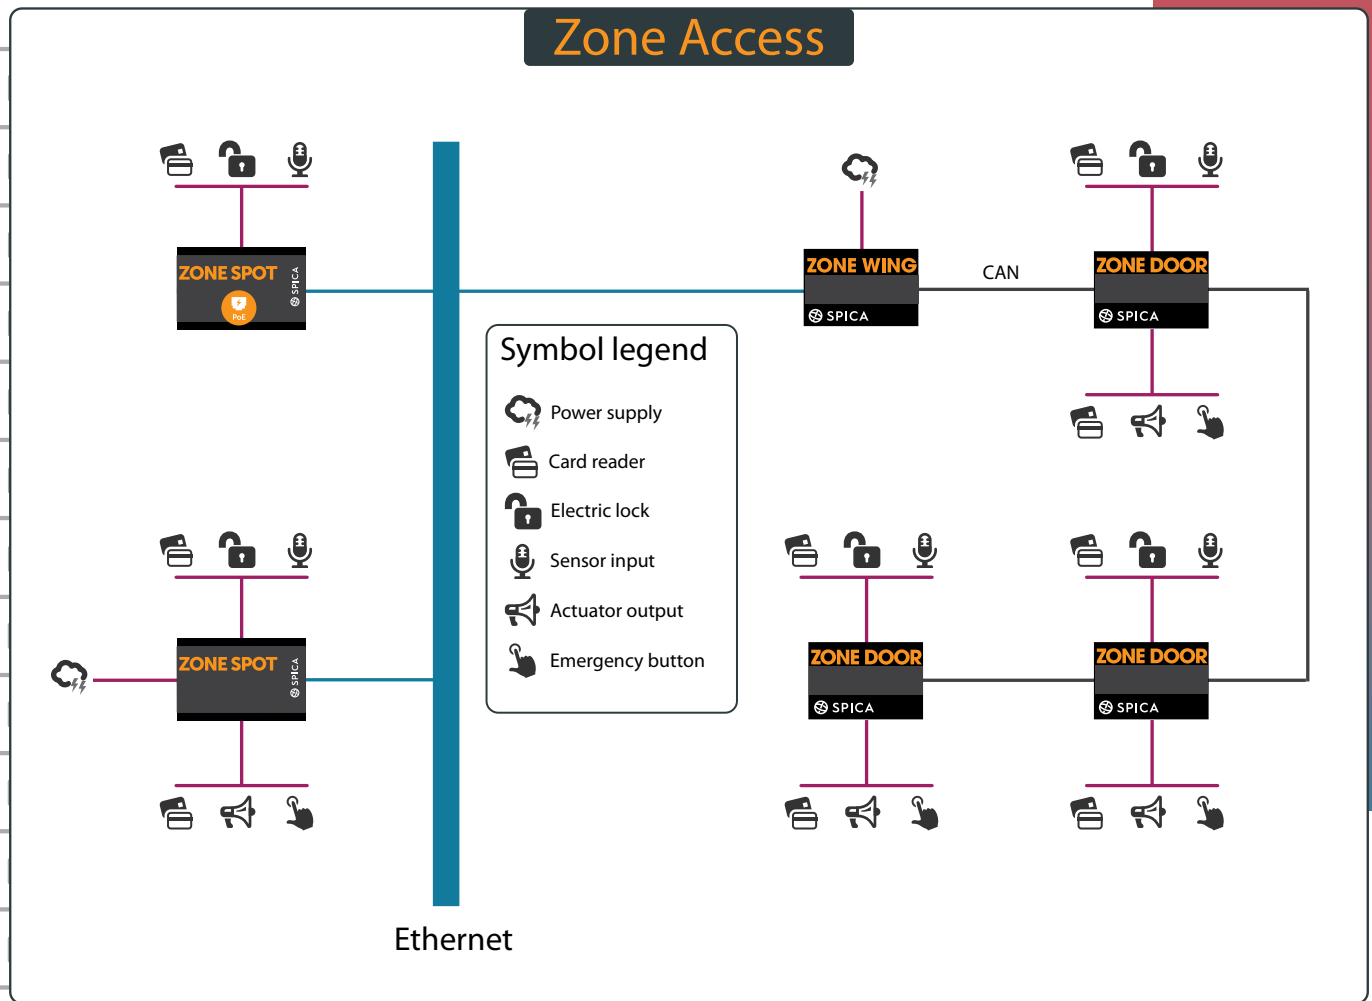 Zone Access
ZONE SPOT
PoE
SPICA
ZONE WING
SPICA
CAN
ZONE DOOR
SPICA
Symbol legend
Power supply
Card reader
Electric lock
Sensor input
Actuator output
Emergency button
ZONE SPOT
SPICA
ZONE DOOR
SPICA
ZONE DOOR
SPICA
Ethernet